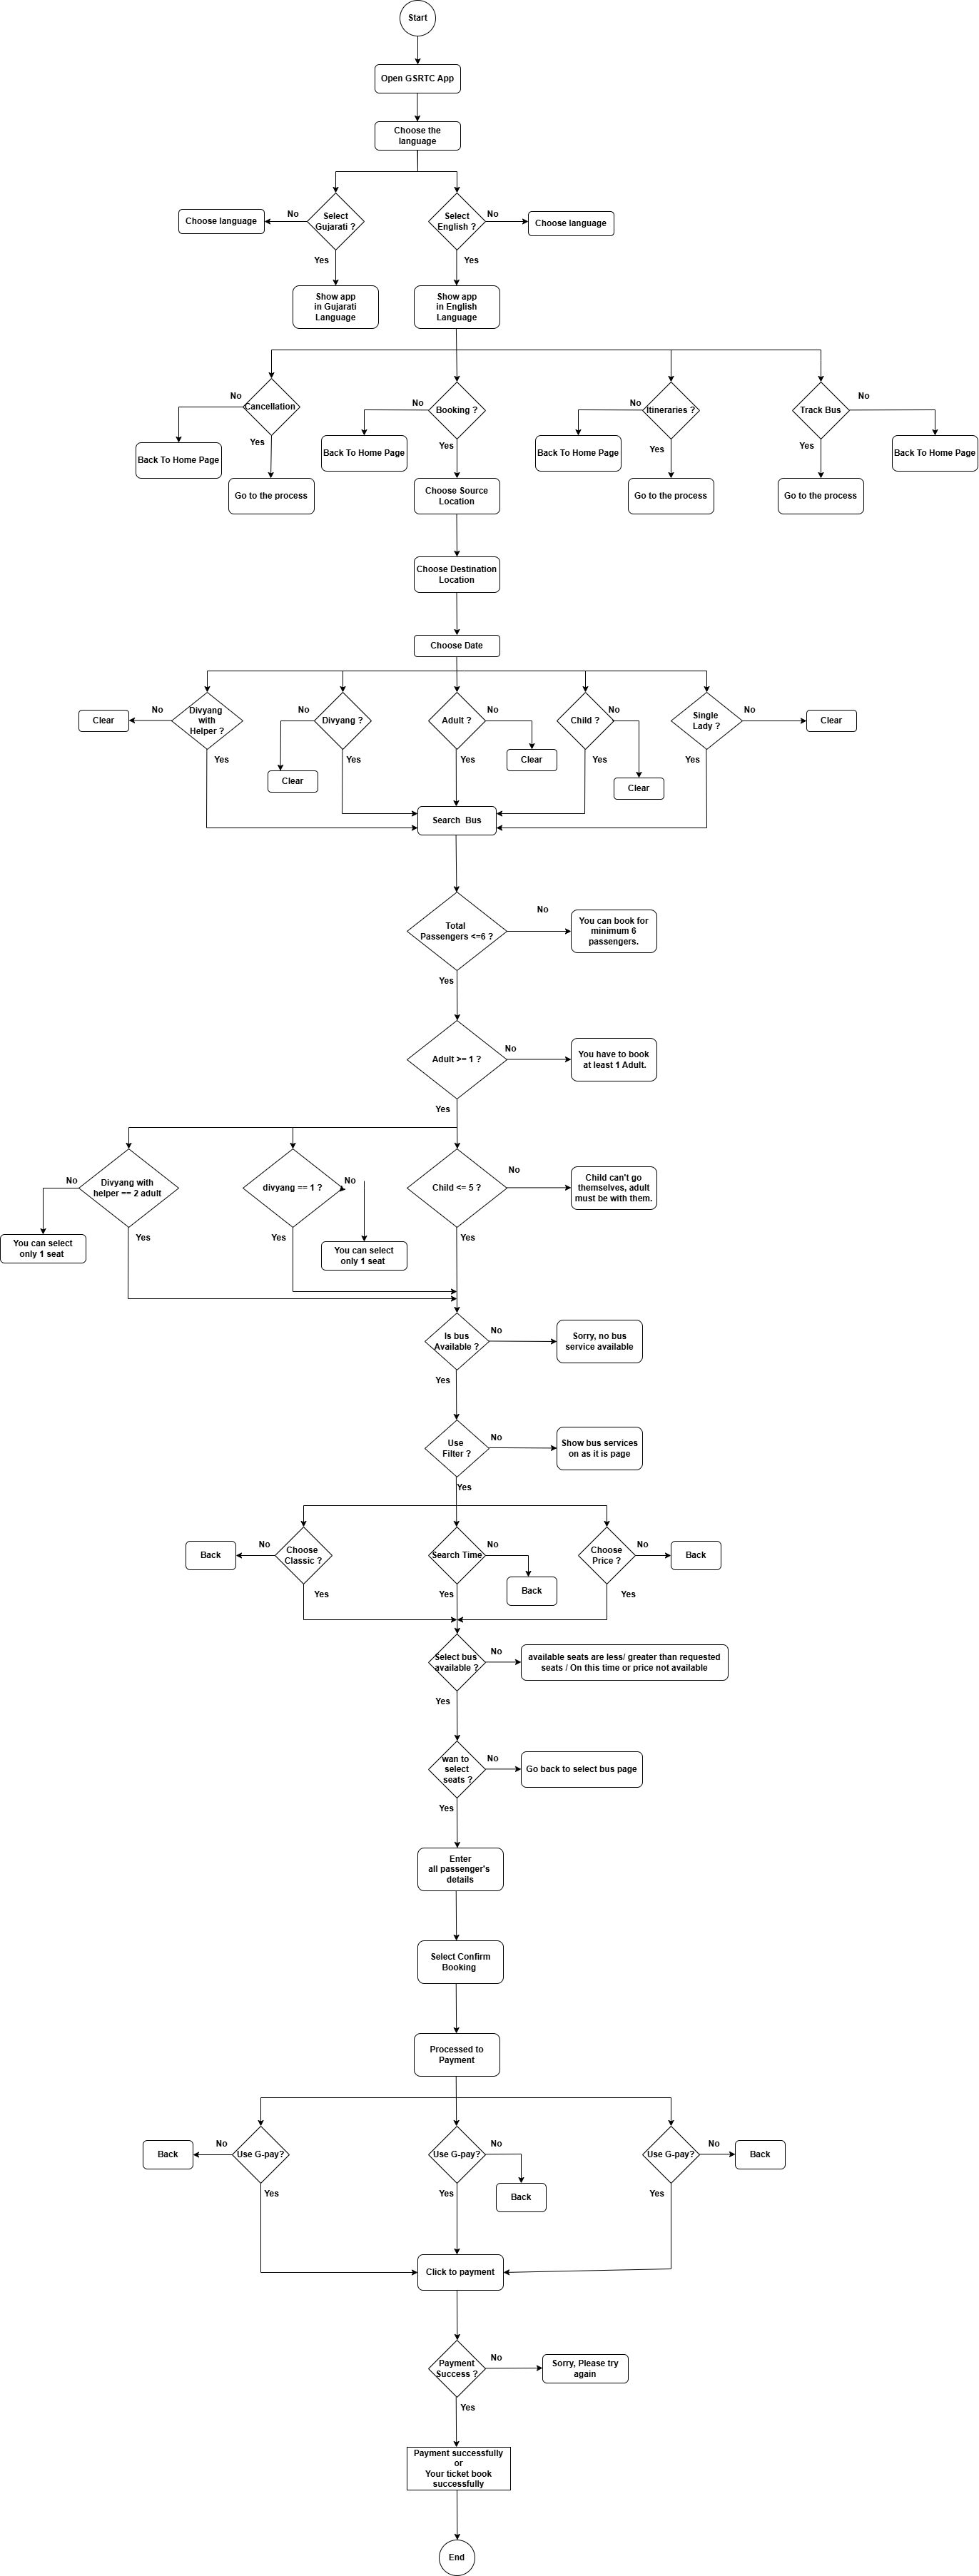 Start
Open GSRTC App
Choose the
language
Choose language
No
Select
Gujarati ?
Select
English ?
No
Choose language
Yes
Yes
Show app
in Gujarati
Language
Show app
in English
Language
No
Cancellation
No
Booking ?
No
Itineraries ?
Track Bus
No
Back To Home Page
Yes
Back To Home Page
Yes
Back To Home Page
Yes
Yes
Back To Home Page
Go to the process
Choose Source
Location
Go to the process
Go to the process
Choose Destination
Location
Choose Date
Clear
No
Divyang
with
Helper ?
No
Divyang ?
Adult ?
No
Child ?
No
Single
Lady ?
No
Clear
Yes
Clear
Yes
Yes
Clear
Yes
Clear
Yes
Search  Bus
Total
Passengers <=6 ?
No
You can book for
minimum 6
passengers.
Yes
Adult >= 1 ?
No
You have to book
at least 1 Adult.
Yes
No
Divyang with
helper == 2 adult
divyang == 1 ?
No
Child <= 5 ?
No
Child can't go
themselves, adult
must be with them.
You can select
only 1 seat
Yes
Yes
You can select
only 1 seat
Yes
Is bus
Available ?
No
Sorry, no bus
service available
Yes
Use
Filter ?
No
Show bus services
on as it is page
Yes
Back
No
Choose
Classic ?
Search Time
No
Choose
Price ?
No
Back
Yes
Yes
Back
Yes
Select bus
available ?
No
available seats are less/ greater than requested
seats / On this time or price not available
Yes
wan to
select
seats ?
No
Go back to select bus page
Yes
Enter
all passenger's
details
Select Confirm
Booking
Processed to
Payment
Back
No
Use G-pay?
Use G-pay?
No
Use G-pay?
No
Back
Yes
Yes
Back
Yes
Click to payment
Payment
Success ?
No
Sorry, Please try
again
Yes
Payment successfully
or
Your ticket book
successfully
End